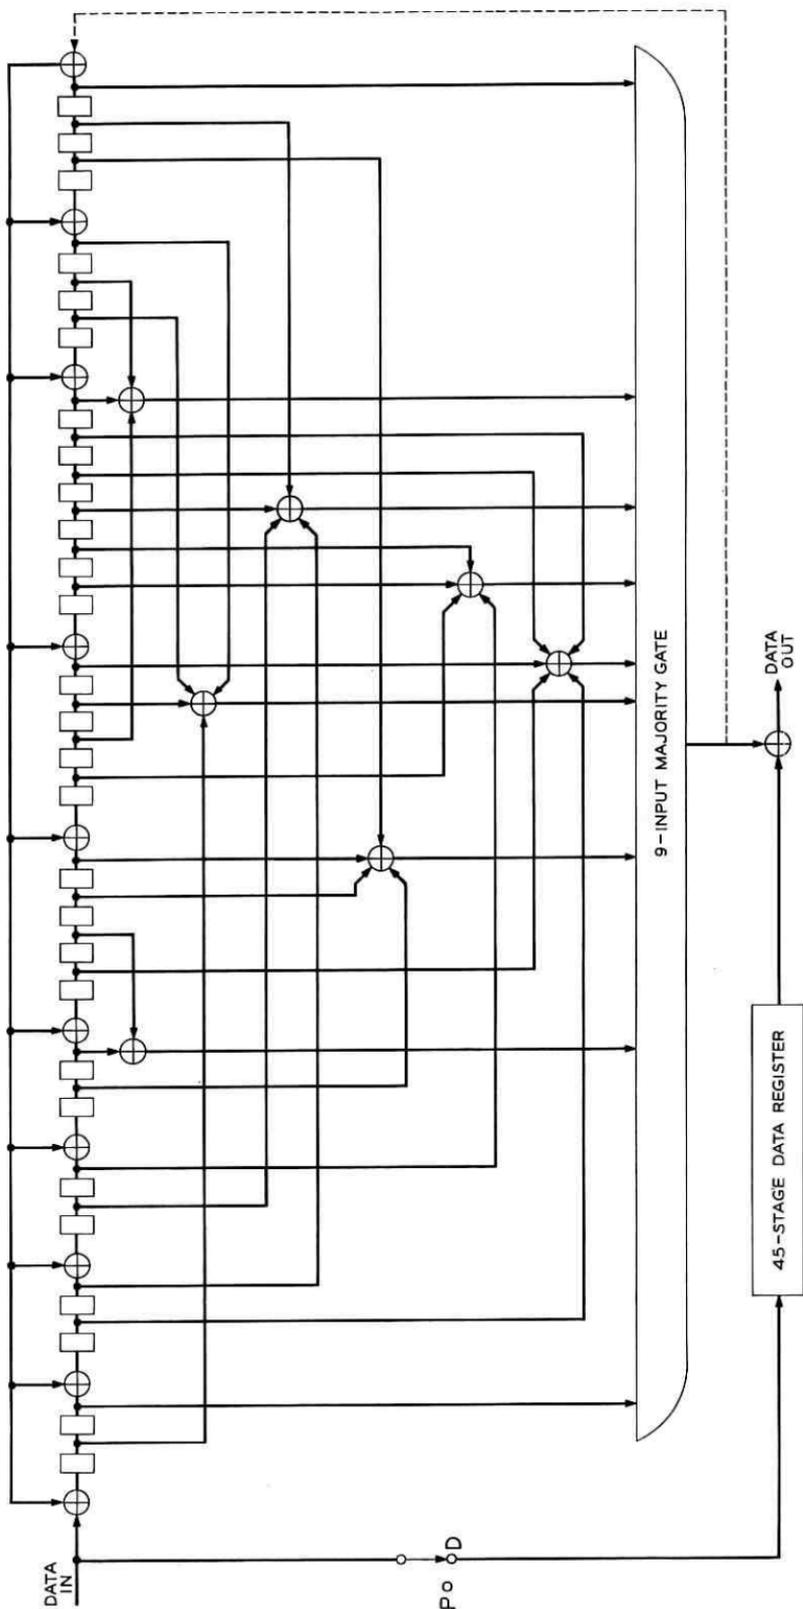 DATA
IN
P
D
9-INPUT MAJORITY GATE
45-STAGE DATA REGISTER
DATA
OUT